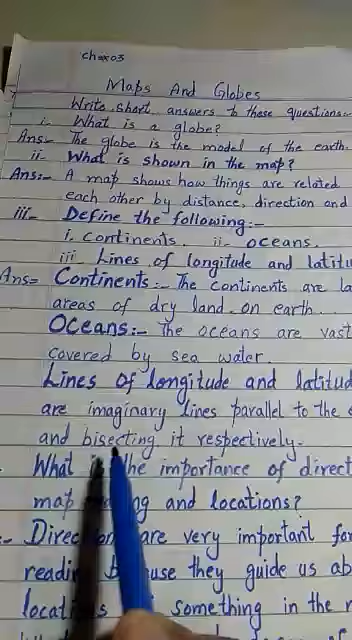 ch#03
Maps And Globes
Write short answers to these questions:-
i. What is a globe?
Ans:- The globe is the model of the earth.
ii- What is shown in the map?
Ans:- A map shows how things are related
each other by distance, direction and
iii- Define the following:-
i. continents. ii- oceans.
iii Lines of longitude and latitu
Ans= Continents:- The continents are la
areas of dry land on earth.
Oceans:- The oceans are vast
covered by sea water.
Lines of longitude and latitud
are imaginary lines parallel to the
and bisecting it respectively.
What the importance of direct
map and locations?
:- Direc are very important for
readi use they guide us ab
locat something in the